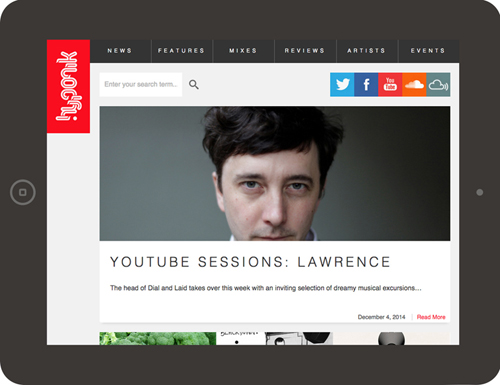 hyponik
NEWS FEATURES MIXES REVIEWS ARTISTS EVENTS
Enter your search term...
You
Tube
YOUTUBE SESSIONS: LAWRENCE
The head of Dial and Laid takes over this week with an inviting selection of dreamy musical excursions…
December 4, 2014 | Read More